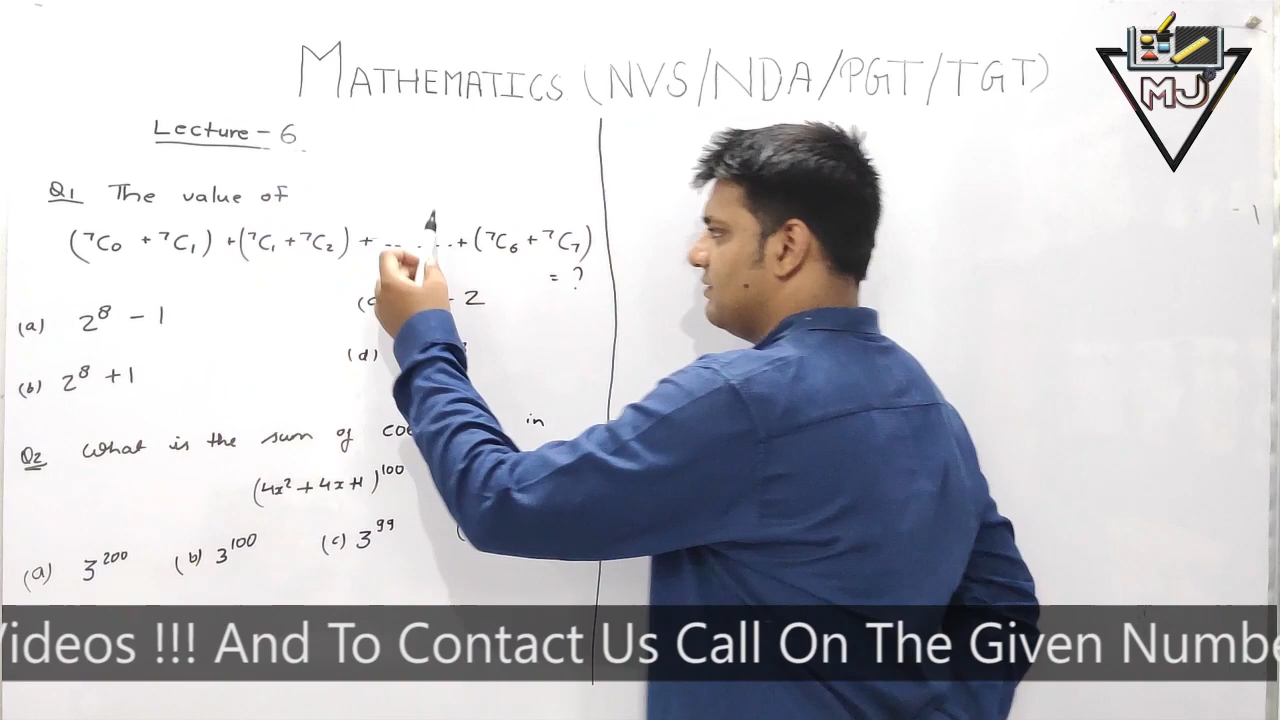 MATHEMATICS (NVS/NDA/PGT/TGT)
MJ
Lecture - 6
Q1 The value of
(⁷C₀ + ⁷C₁) + (⁷C₁ + ⁷C₂) + ... ... + (⁷C₆ + ⁷C₇)
= ?
(a) 2⁸ - 1
- 2
(b) 2⁸ + 1
(d)
Q2 What is the sum of in
(4x² + 4x + 1)¹⁰⁰
(a) 3²⁰⁰ (b) 3¹⁰⁰ (c) 3⁹⁹
Videos !!! And To Contact Us Call On The Given